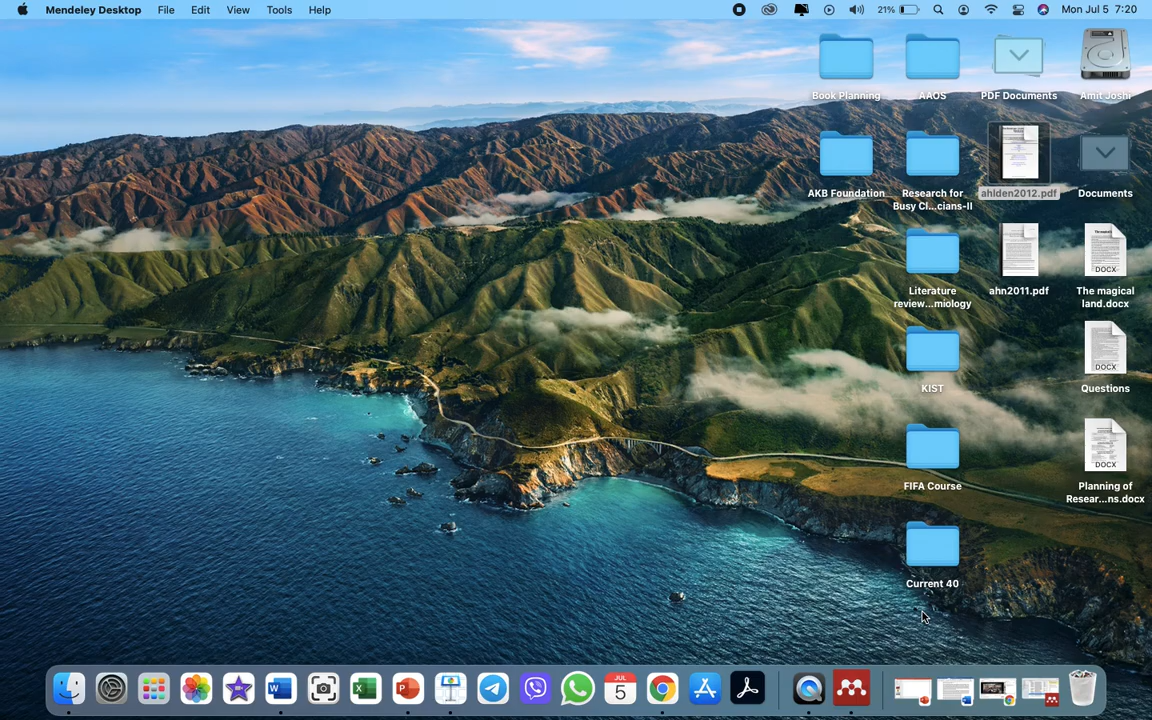 Mendeley Desktop File Edit View Tools Help 21% Mon Jul 5 7:20
Book Planning
AAOS
PDF Documents
Amit Joshi
AKB Foundation
Research for
Busy Cl...cians-II
ahlden2012.pdf
Documents
Literature
review...miology
ahn2011.pdf
DOCX
The magical
land.docx
KIST
DOCX
Questions
FIFA Course
DOCX
Planning of
Resear...ns.docx
Current 40
JUL
5